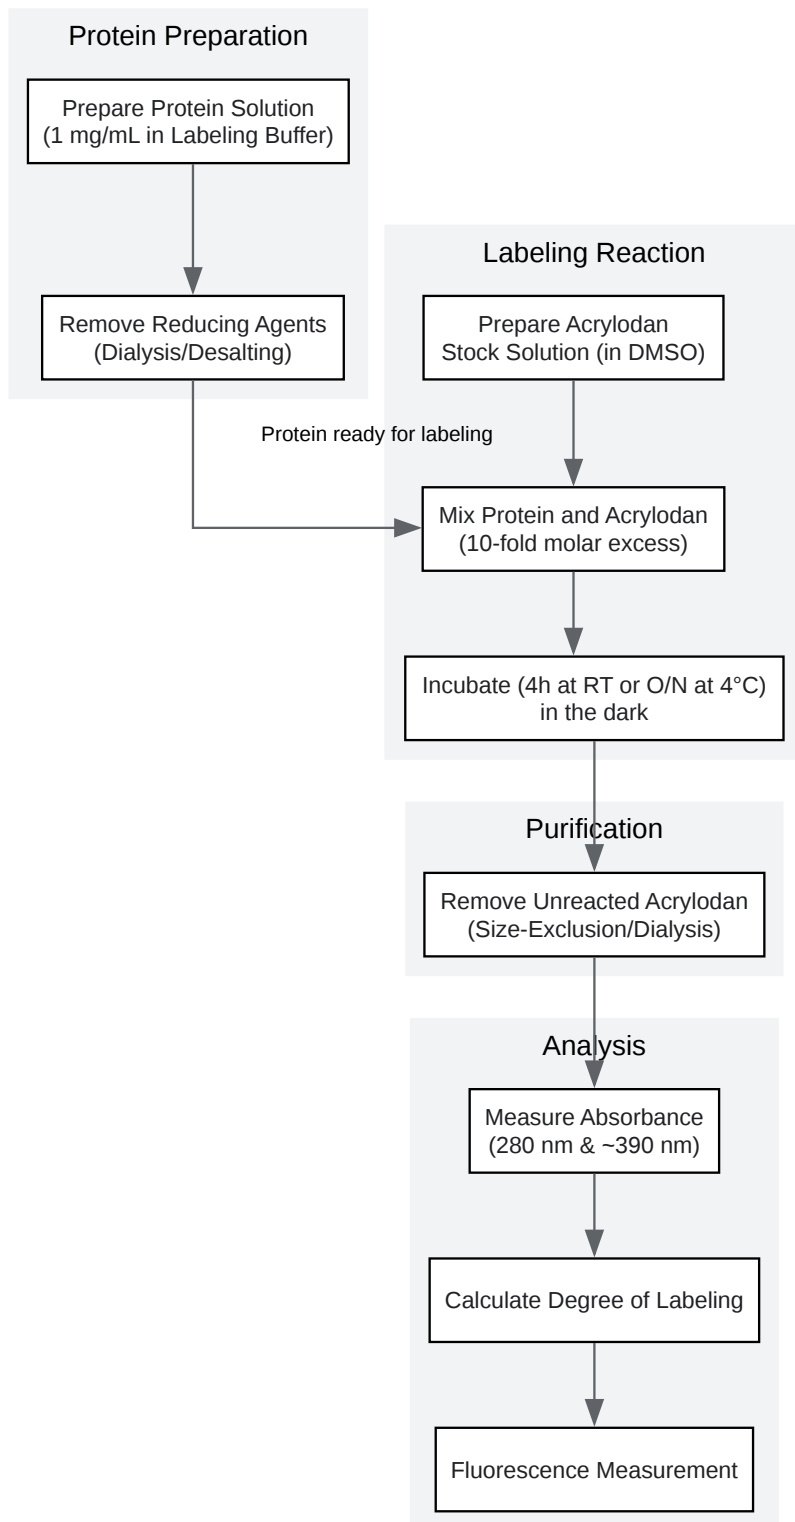 Protein Preparation
Prepare Protein Solution
(1 mg/mL in Labeling Buffer)
Remove Reducing Agents
(Dialysis/Desalting)
Protein ready for labeling
Labeling Reaction
Prepare Acrylodan
Stock Solution (in DMSO)
Mix Protein and Acrylodan
(10-fold molar excess)
Incubate (4h at RT or O/N at 4°C)
in the dark
Purification
Remove Unreacted Acrylodan
(Size-Exclusion/Dialysis)
Analysis
Measure Absorbance
(280 nm & ~390 nm)
Calculate Degree of Labeling
Fluorescence Measurement